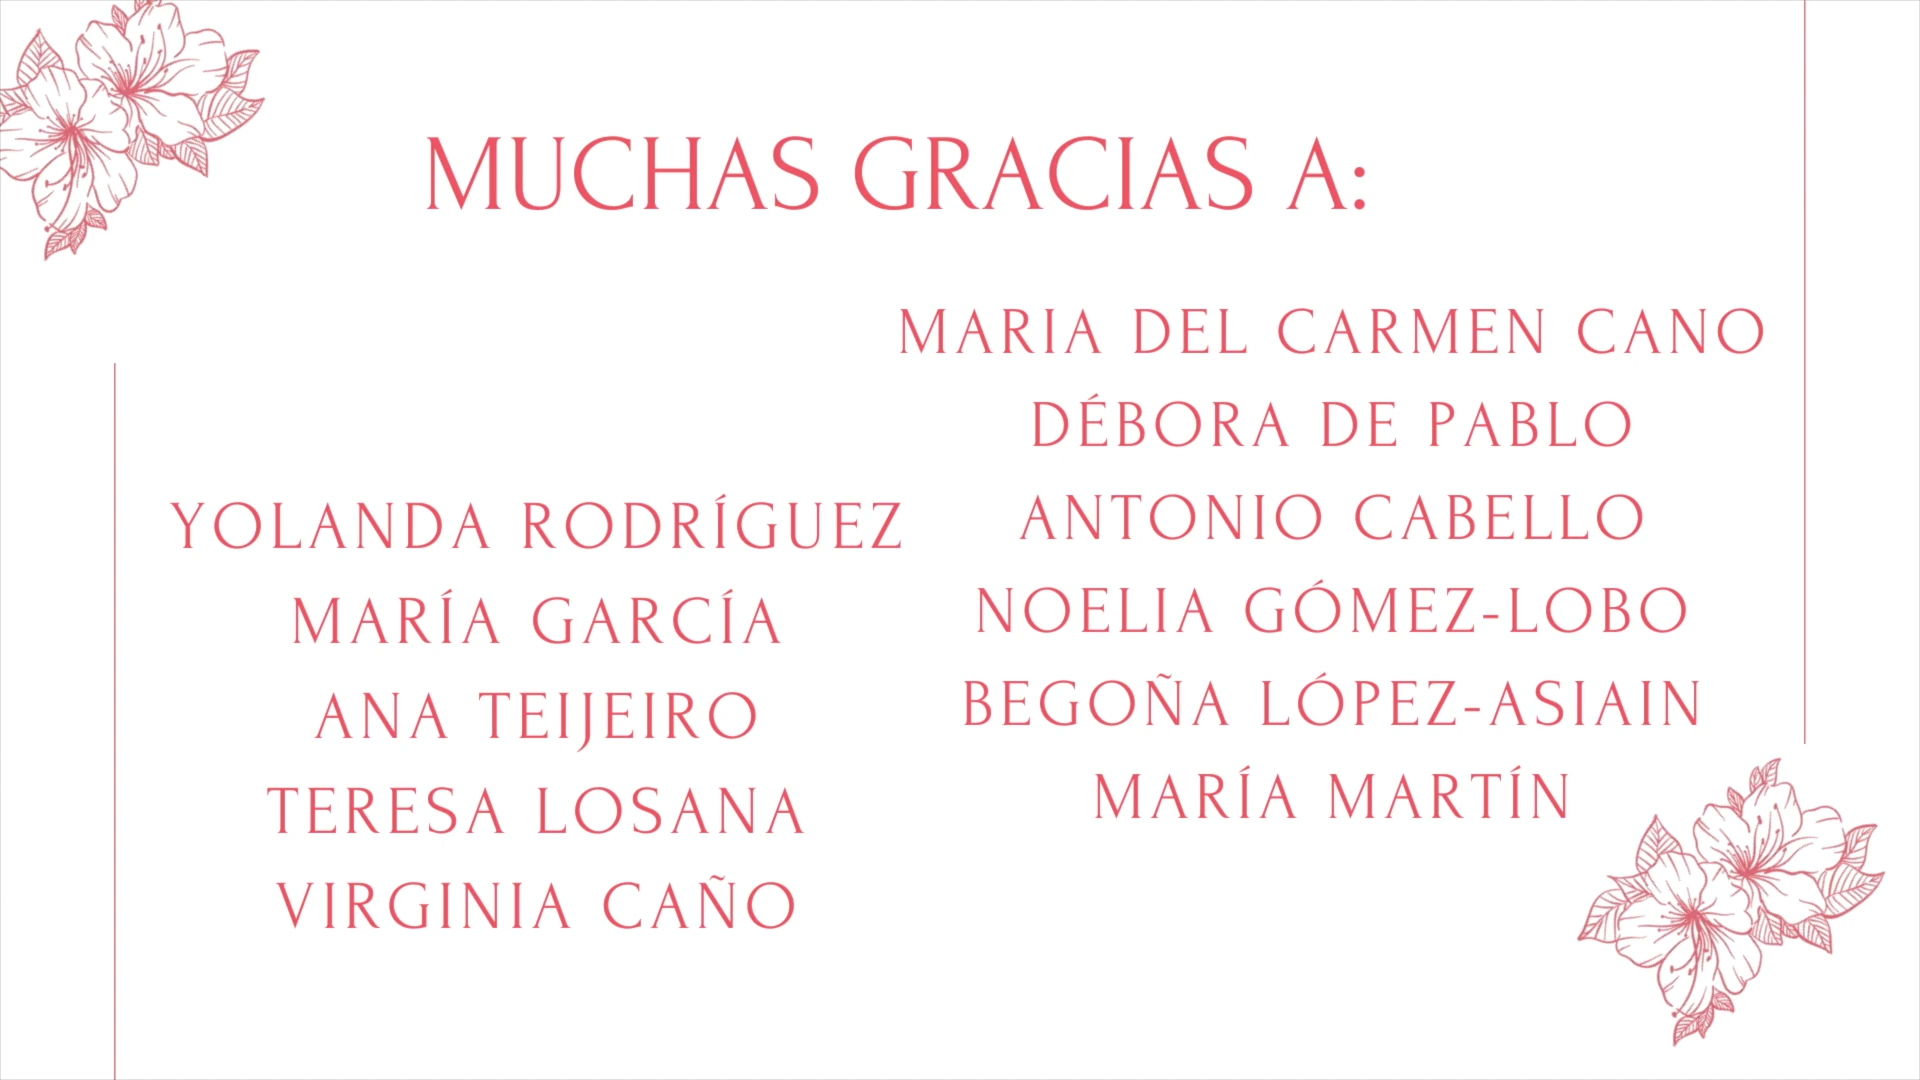 MUCHAS GRACIAS A:
YOLANDA RODRÍGUEZ
MARÍA GARCÍA
ANA TEIJEIRO
TERESA LOSANA
VIRGINIA CAÑO
MARIA DEL CARMEN CANO
DÉBORA DE PABLO
ANTONIO CABELLO
NOELIA GÓMEZ-LOBO
BEGOÑA LÓPEZ-ASIAIN
MARÍA MARTÍN